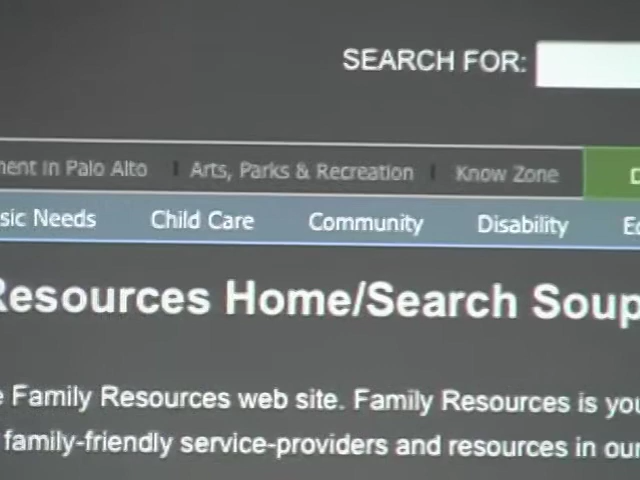 SEARCH FOR:
ment in Palo Alto | Arts, Parks & Recreation | Know Zone D
sic Needs Child Care Community Disability Ec
Resources Home/Search Soup
e Family Resources web site. Family Resources is you
family-friendly service-providers and resources in our